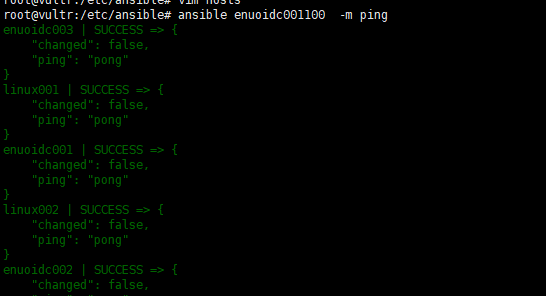 root@vultr:/etc/ansible# vim hosts
root@vultr:/etc/ansible# ansible enuoidc001100  -m ping
enuoidc003 | SUCCESS => {
    "changed": false,
    "ping": "pong"
}
linux001 | SUCCESS => {
    "changed": false,
    "ping": "pong"
}
enuoidc001 | SUCCESS => {
    "changed": false,
    "ping": "pong"
}
linux002 | SUCCESS => {
    "changed": false,
    "ping": "pong"
}
enuoidc002 | SUCCESS => {
    "changed": false,